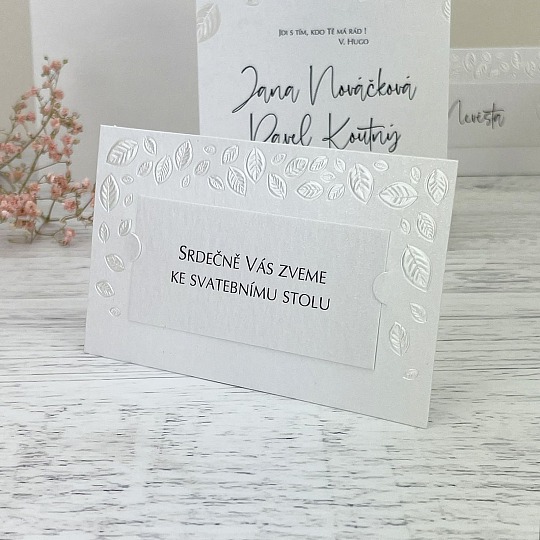 Jdi s tím, kdo Tě má rád !
V. Hugo
Jana Nováčková
Pavel Koutný
Nevěsta
Srdečně Vás zveme
ke svatebnímu stolu